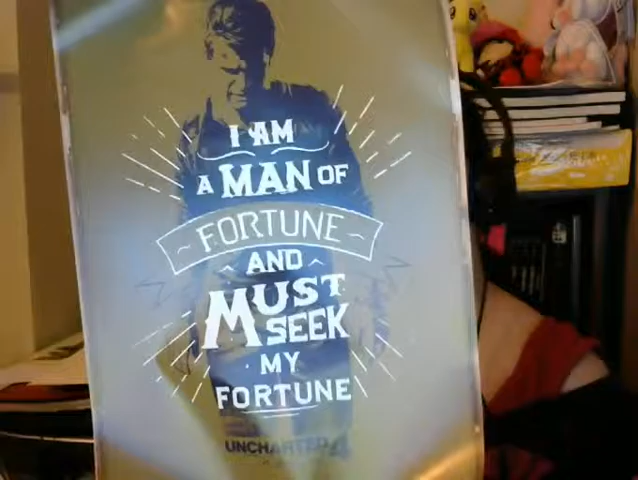 I AM
A MAN OF
FORTUNE
AND
MUST
SEEK
MY
FORTUNE
UNCHARTED